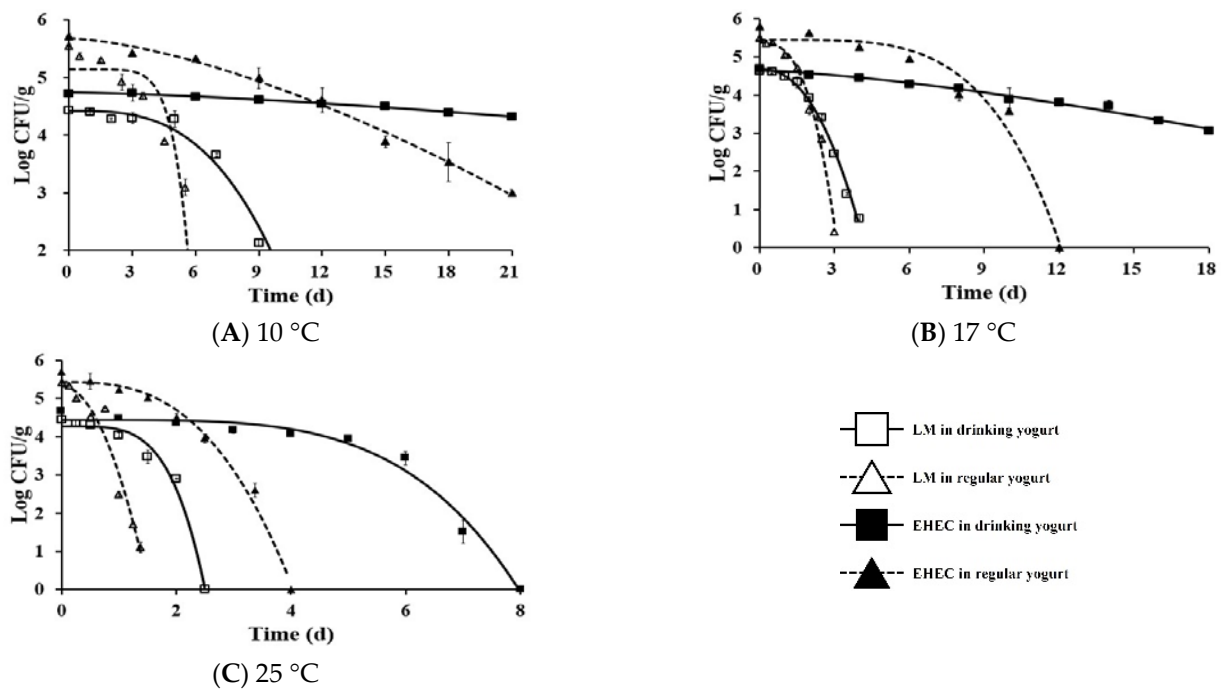 6
5
4
3
2
Log CFU/g
0 3 6 9 12 15 18 21
Time (d)
(A) 10 °C
6
5
4
3
2
1
0
Log CFU/g
0 3 6 9 12 15 18
Time (d)
(B) 17 °C
6
5
4
3
2
1
0
Log CFU/g
0 2 4 6 8
Time (d)
(C) 25 °C
LM in drinking yogurt
LM in regular yogurt
EHEC in drinking yogurt
EHEC in regular yogurt